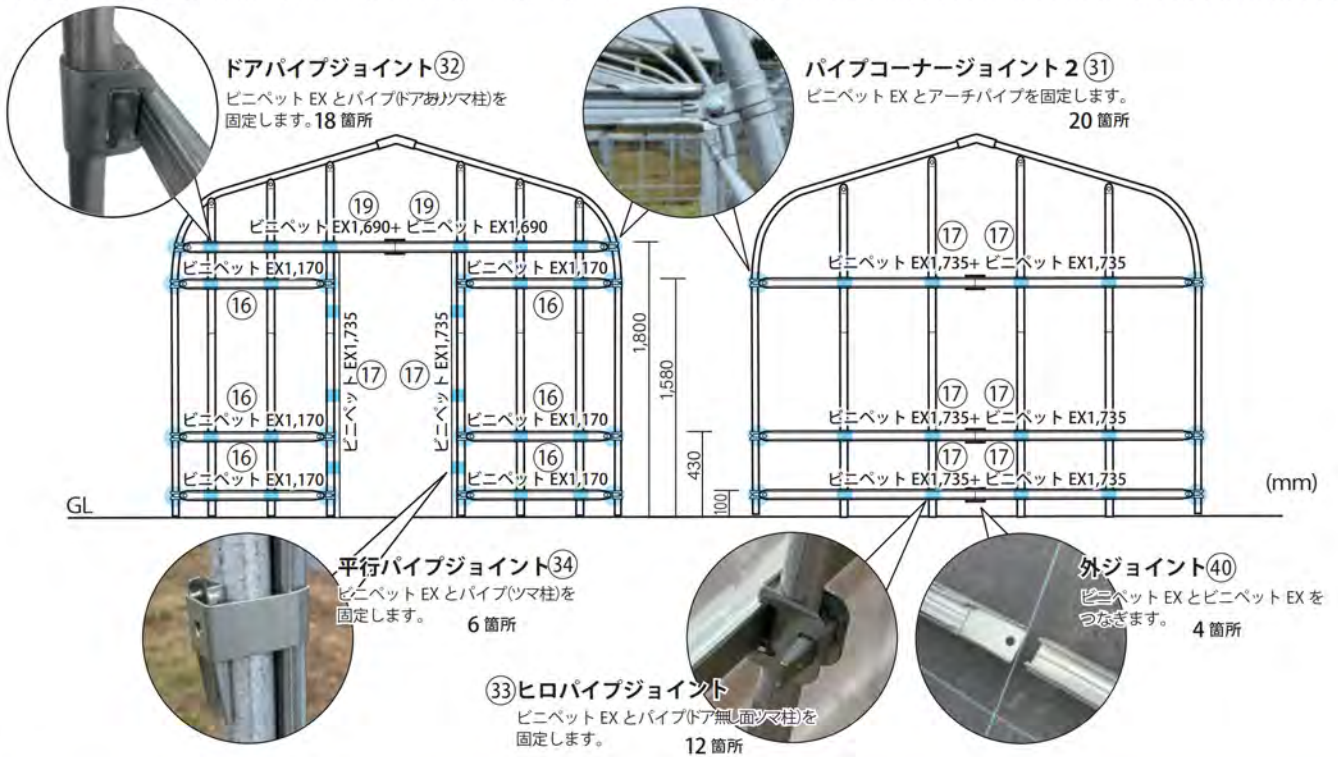 ドアパイプジョイント㉜
ビニペット EX とパイプ(ドアありツマ柱)を
固定します。18 箇所
パイプコーナージョイント 2 ㉛
ビニペット EX とアーチパイプを固定します。
20 箇所
⑲ ⑲
ビニペット EX1,690+ ビニペット EX1,690
ビニペット EX1,170
ビニペット EX1,170
⑯
⑯
ビニペット EX1,735
ビニペット EX1,735
⑰ ⑰
⑯
⑯
ビニペット EX1,170
ビニペット EX1,170
⑯
⑯
ビニペット EX1,170
ビニペット EX1,170
GL
1,800
1,580
430
100
⑰ ⑰
ビニペット EX1,735+ ビニペット EX1,735
⑰ ⑰
ビニペット EX1,735+ ビニペット EX1,735
⑰ ⑰
ビニペット EX1,735+ ビニペット EX1,735
(mm)
平行パイプジョイント㉞
ビニペット EX とパイプ(ツマ柱)を
固定します。 6 箇所
㉝ヒロパイプジョイント
ビニペット EX とパイプ(ドア無し面ツマ柱)を
固定します。 12 箇所
外ジョイント㊵
ビニペット EX とビニペット EX を
つなぎます。 4 箇所